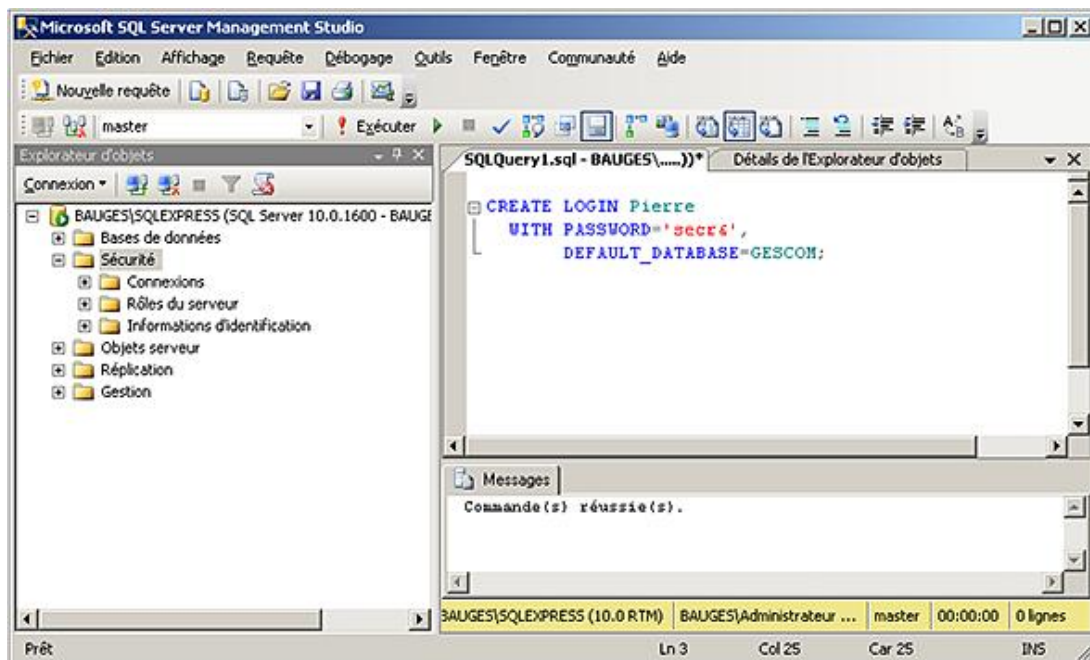 Microsoft SQL Server Management Studio
Fichier Edition Affichage Requête Débogage Outils Fenêtre Communauté Aide
Nouvelle requête
master Exécuter
Explorateur d'objets
SQLQuery1.sql - BAUGES\.....))* Détails de l'Explorateur d'objets
Connexion
BAUGES\SQLEXPRESS (SQL Server 10.0.1600 - BAUGE
Bases de données
Sécurité
Connexions
Rôles du serveur
Informations d'identification
Objets serveur
Réplication
Gestion
CREATE LOGIN Pierre
WITH PASSWORD='secr&',
DEFAULT_DATABASE=GESCOM;
Messages
Commande(s) réussie(s).
BAUGES\SQLEXPRESS (10.0 RTM) BAUGES\Administrateur ... master 00:00:00 0 lignes
Prêt Ln 3 Col 25 Car 25 INS